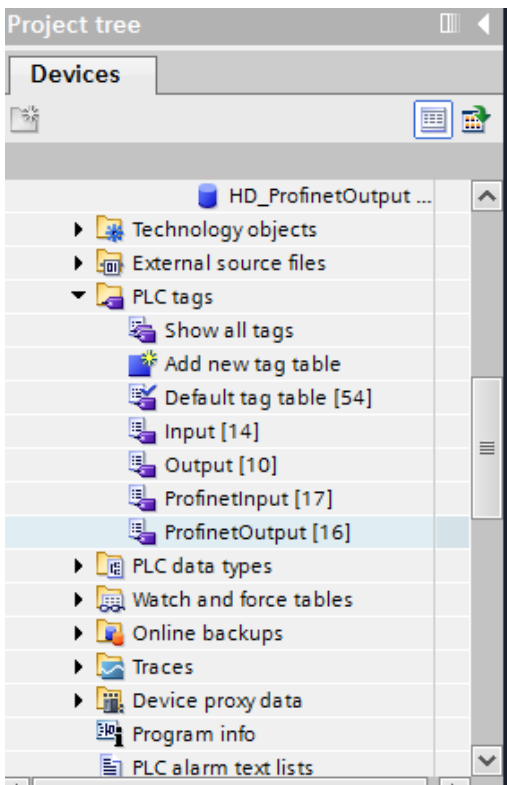 Project tree
Devices
HD_ProfinetOutput ...
Technology objects
External source files
PLC tags
Show all tags
Add new tag table
Default tag table [54]
Input [14]
Output [10]
ProfinetInput [17]
ProfinetOutput [16]
PLC data types
Watch and force tables
Online backups
Traces
Device proxy data
Program info
PLC alarm text lists